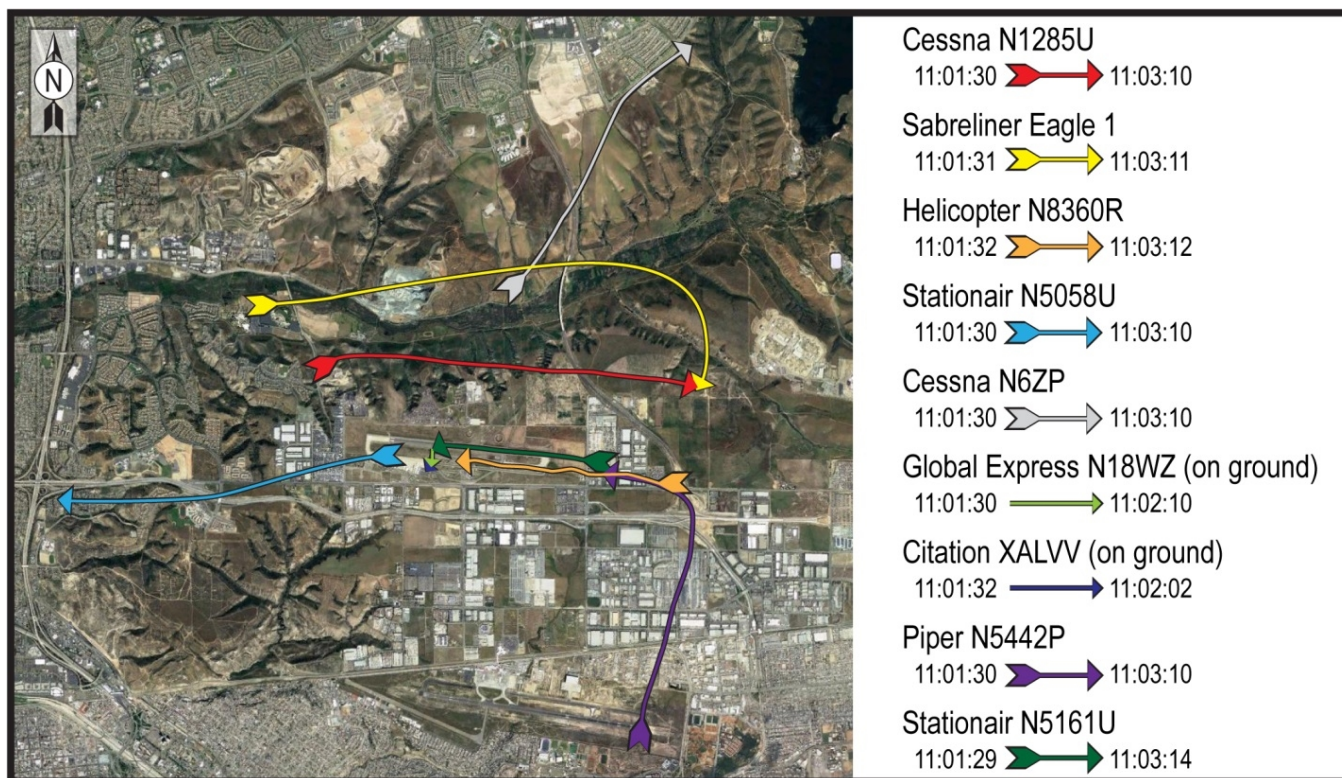 N
Cessna N1285U
11:01:30 11:03:10
Sabreliner Eagle 1
11:01:31 11:03:11
Helicopter N8360R
11:01:32 11:03:12
Stationair N5058U
11:01:30 11:03:10
Cessna N6ZP
11:01:30 11:03:10
Global Express N18WZ (on ground)
11:01:30 11:02:10
Citation XALVV (on ground)
11:01:32 11:02:02
Piper N5442P
11:01:30 11:03:10
Stationair N5161U
11:01:29 11:03:14